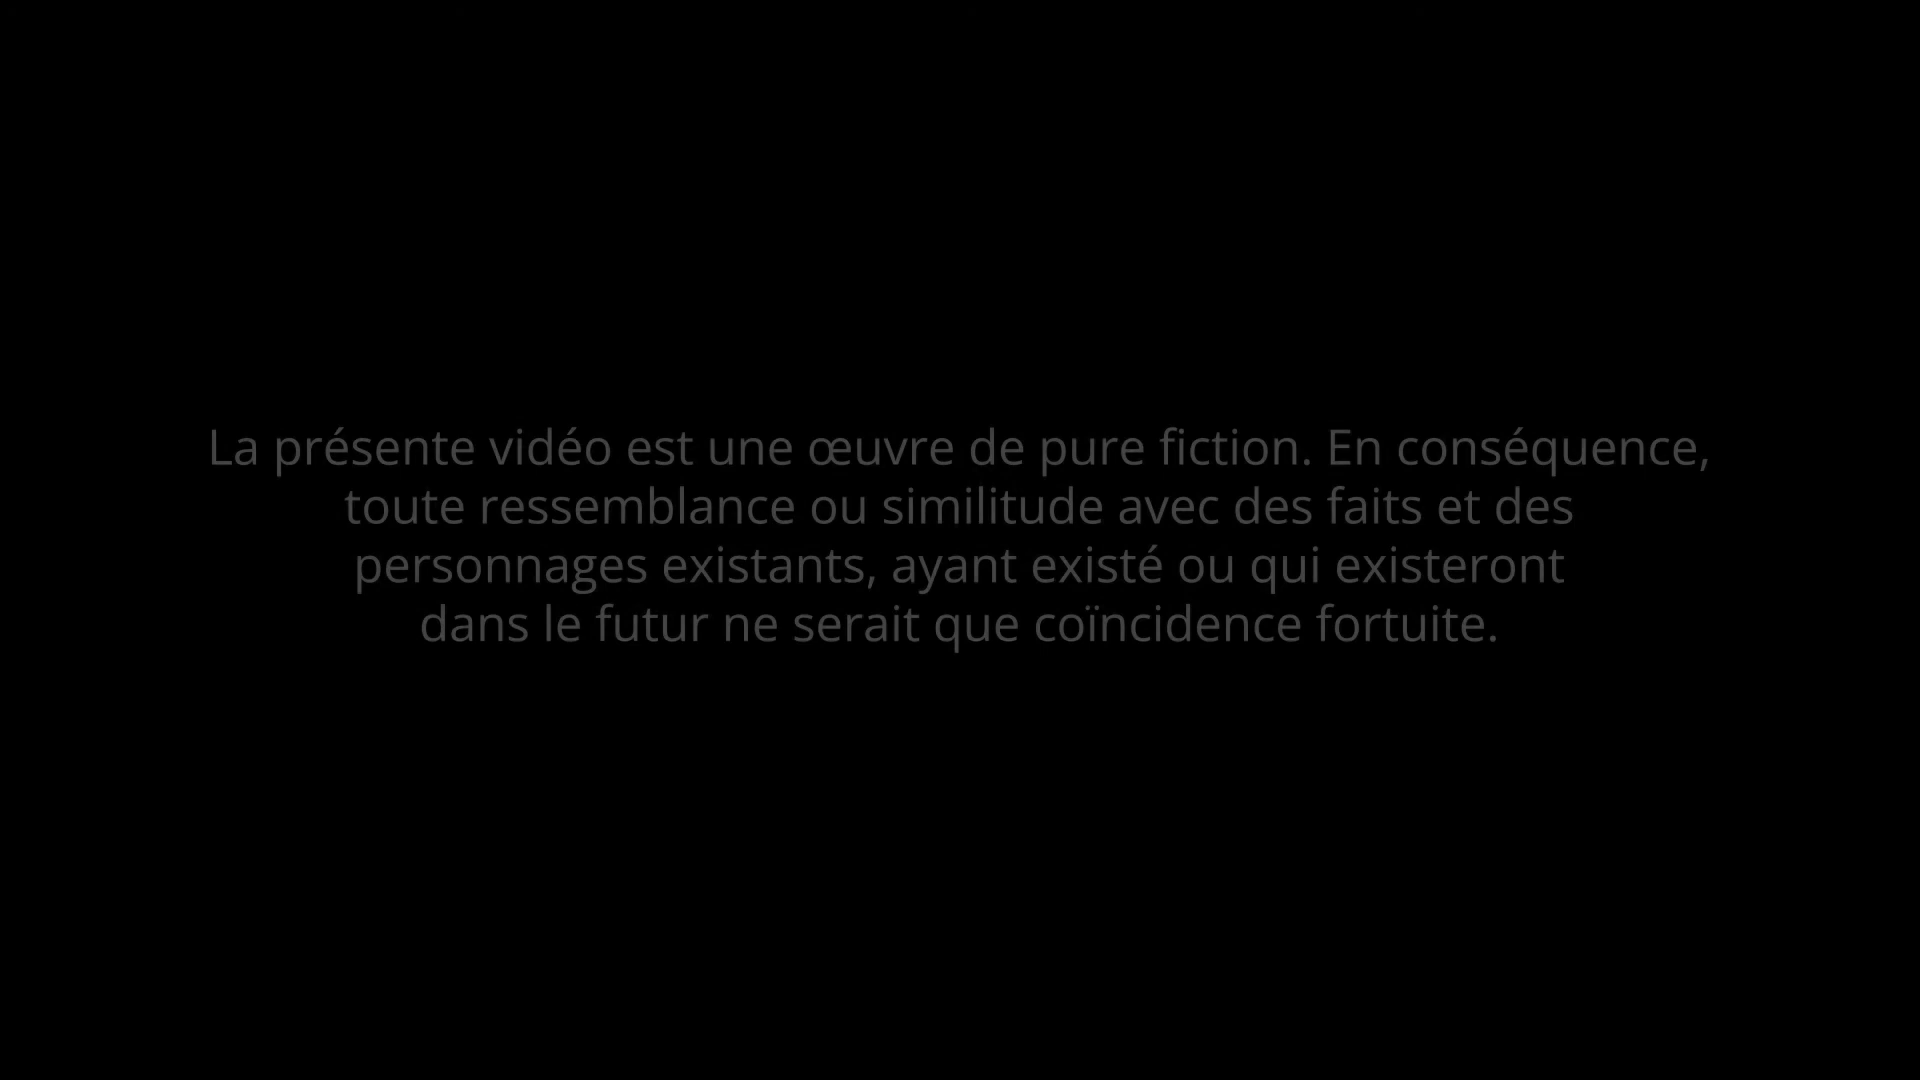 La présente vidéo est une œuvre de pure fiction. En conséquence,
toute ressemblance ou similitude avec des faits et des
personnages existants, ayant existé ou qui existeront
dans le futur ne serait que coïncidence fortuite.